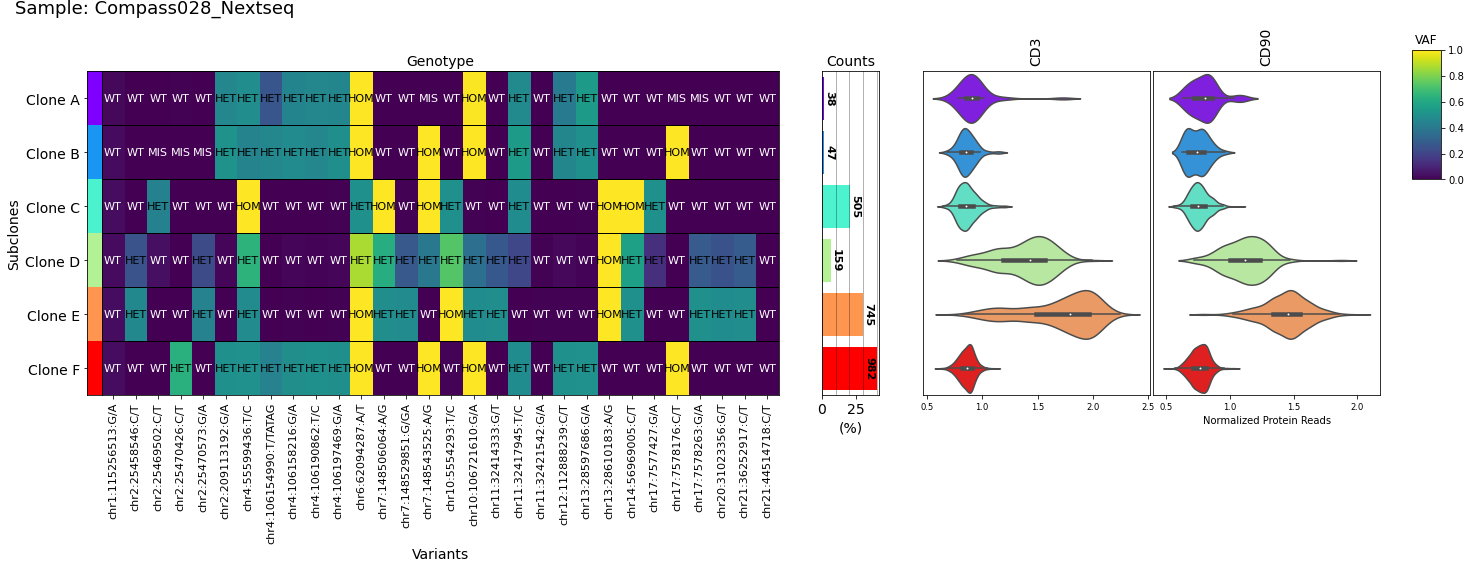 Sample: Compass028_Nextseq
Genotype
Counts
CD3
CD90
VAF
Subclones
Clone A WT WT WT WT WT HET HET HET HET HET HET HOM WT WT MIS WT HOM WT HET WT HET HET WT WT WT MIS MIS WT WT WT 38
Clone B WT WT MIS MIS MIS HET HET HET HET HET HET HOM WT WT HOM WT HOM WT HET WT HET HET WT WT WT HOM WT WT WT WT 47
Clone C WT WT HET WT WT WT HOM WT WT WT WT HET HOM WT HOM HET WT WT HET WT WT WT HOM HOM HET WT WT WT WT WT 505
Clone D WT HET WT WT HET WT HET WT WT WT WT HET HET HET HET HET HET HET HET WT WT WT HOM HET HET WT HET HET HET WT 159
Clone E WT HET WT WT HET WT HET WT WT WT WT HOM HET HET WT HOM HET HET WT WT WT WT HOM HET WT WT HET HET HET WT 745
Clone F WT WT WT HET WT HET HET HET HET HET HET HOM WT WT HOM WT HOM WT HET WT HET HET WT WT WT HOM WT WT WT WT 982
1.0
0.8
0.6
0.4
0.2
0.0
chr1:115256513:G/A
chr2:25458546:C/T
chr2:25469502:C/T
chr2:25470426:C/T
chr2:25470573:G/A
chr2:209113192:G/A
chr4:55599436:T/C
chr4:106154990:T/TATAG
chr4:106158216:G/A
chr4:106190862:T/C
chr4:106197469:G/A
chr6:62094287:A/T
chr7:148506064:A/G
chr7:148529851:G/GA
chr7:148543525:A/G
chr10:5554293:T/C
chr10:106721610:G/A
chr11:32414333:G/T
chr11:32417945:T/C
chr11:32421542:G/A
chr12:112888239:C/T
chr13:28597686:G/A
chr13:28610183:A/G
chr14:56969005:C/T
chr17:7577427:G/A
chr17:7578176:C/T
chr17:7578263:G/A
chr20:31023356:G/T
chr21:36252917:C/T
chr21:44514718:C/T
Variants
0 25
(%)
0.5 1.0 1.5 2.0 2.5
0.5 1.0 1.5 2.0
Normalized Protein Reads